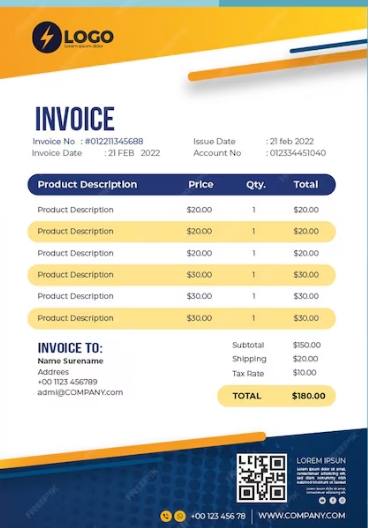 LOGO
Lorem ipsum dolor
INVOICE
Invoice No : #012211345688 Issue Date : 21 feb 2022
Invoice Date : 21 FEB 2022 Account No : 012334451040
Product Description Price Qty. Total
Product Description $20.00 1 $20.00
Product Description $20.00 1 $20.00
Product Description $20.00 1 $20.00
Product Description $30.00 1 $30.00
Product Description $30.00 1 $30.00
Product Description $30.00 1 $30.00
INVOICE TO:
Name Surename
Addrees
+00 1123 456789
admi@COMPANY.com
Subtotal $150.00
Shipping $20.00
Tax Rate $10.00
TOTAL $180.00
LOREM IPSUN
+00 123 456 78 | WWW.COMPANY.COM